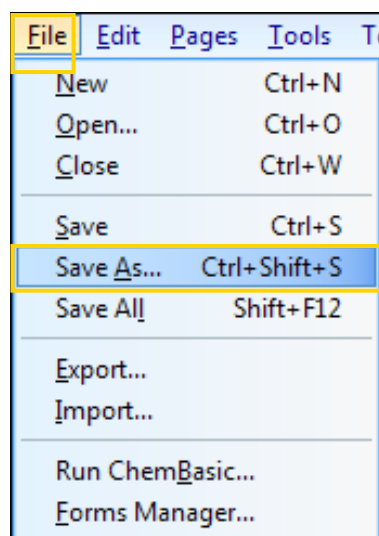 File Edit Pages Tools
New Ctrl+N
Open... Ctrl+O
Close Ctrl+W
Save Ctrl+S
Save As... Ctrl+Shift+S
Save All Shift+F12
Export...
Import...
Run ChemBasic...
Forms Manager...